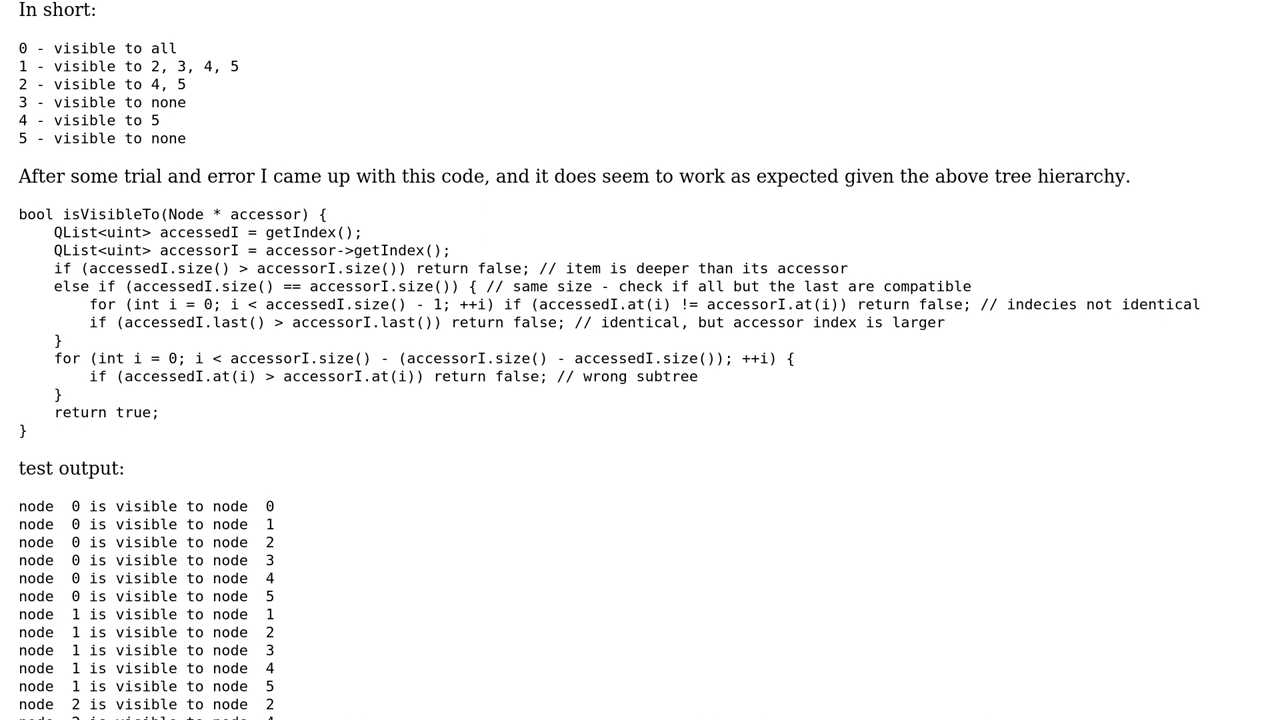 In short:
0 - visible to all
1 - visible to 2, 3, 4, 5
2 - visible to 4, 5
3 - visible to none
4 - visible to 5
5 - visible to none
After some trial and error I came up with this code, and it does seem to work as expected given the above tree hierarchy.
bool isVisibleTo(Node * accessor) {
    QList<uint> accessedI = getIndex();
    QList<uint> accessorI = accessor->getIndex();
    if (accessedI.size() > accessorI.size()) return false; // item is deeper than its accessor
    else if (accessedI.size() == accessorI.size()) { // same size - check if all but the last are compatible
        for (int i = 0; i < accessedI.size() - 1; ++i) if (accessedI.at(i) != accessorI.at(i)) return false; // indecies not identical
        if (accessedI.last() > accessorI.last()) return false; // identical, but accessor index is larger
    }
    for (int i = 0; i < accessorI.size() - (accessorI.size() - accessedI.size()); ++i) {
        if (accessedI.at(i) > accessorI.at(i)) return false; // wrong subtree
    }
    return true;
}
test output:
node  0 is visible to node  0
node  0 is visible to node  1
node  0 is visible to node  2
node  0 is visible to node  3
node  0 is visible to node  4
node  0 is visible to node  5
node  1 is visible to node  1
node  1 is visible to node  2
node  1 is visible to node  3
node  1 is visible to node  4
node  1 is visible to node  5
node  2 is visible to node  2